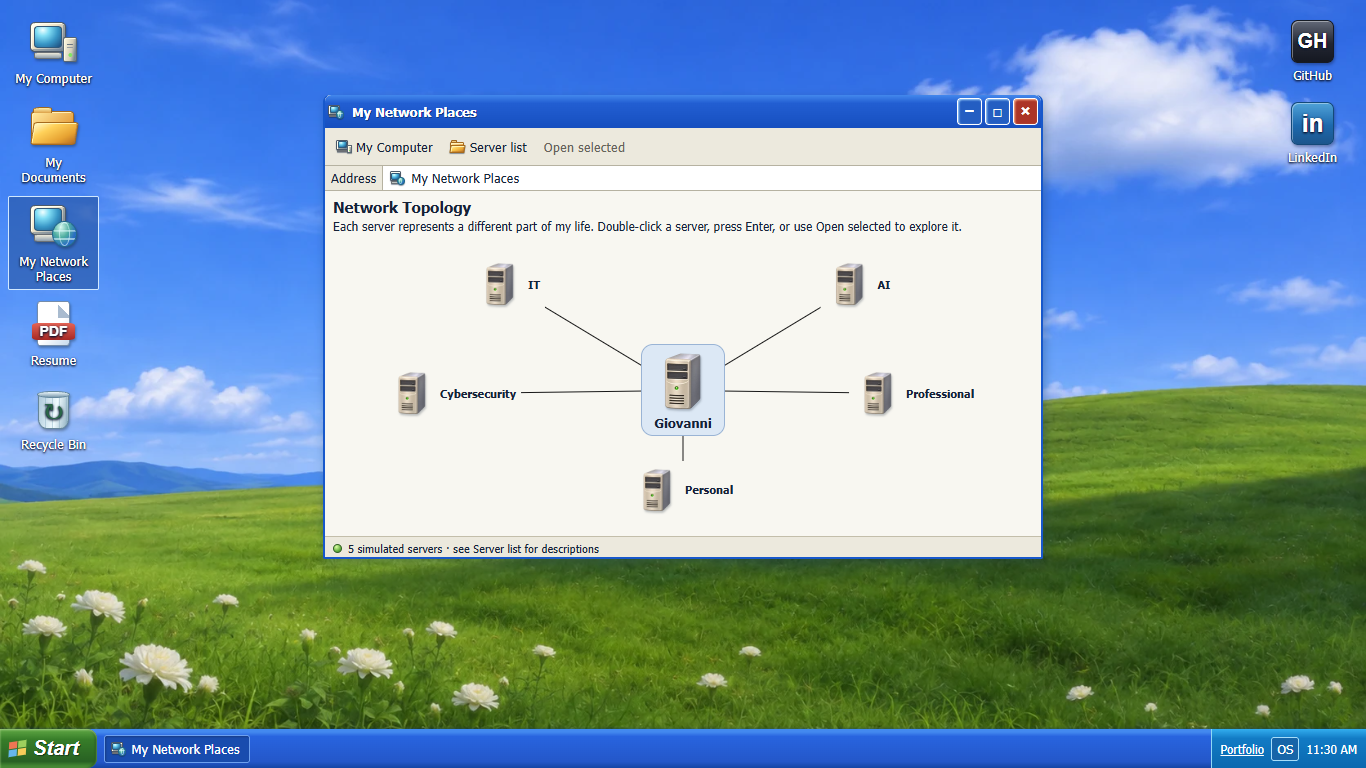 My Computer
My
Documents
My Network
Places
PDF
Resume
Recycle Bin
GH
GitHub
in
LinkedIn
My Network Places
My Computer
Server list
Open selected
Address
My Network Places
Network Topology
Each server represents a different part of my life. Double-click a server, press Enter, or use Open selected to explore it.
IT
AI
Cybersecurity
Giovanni
Professional
Personal
5 simulated servers · see Server list for descriptions
Start
My Network Places
Portfolio
OS
11:30 AM